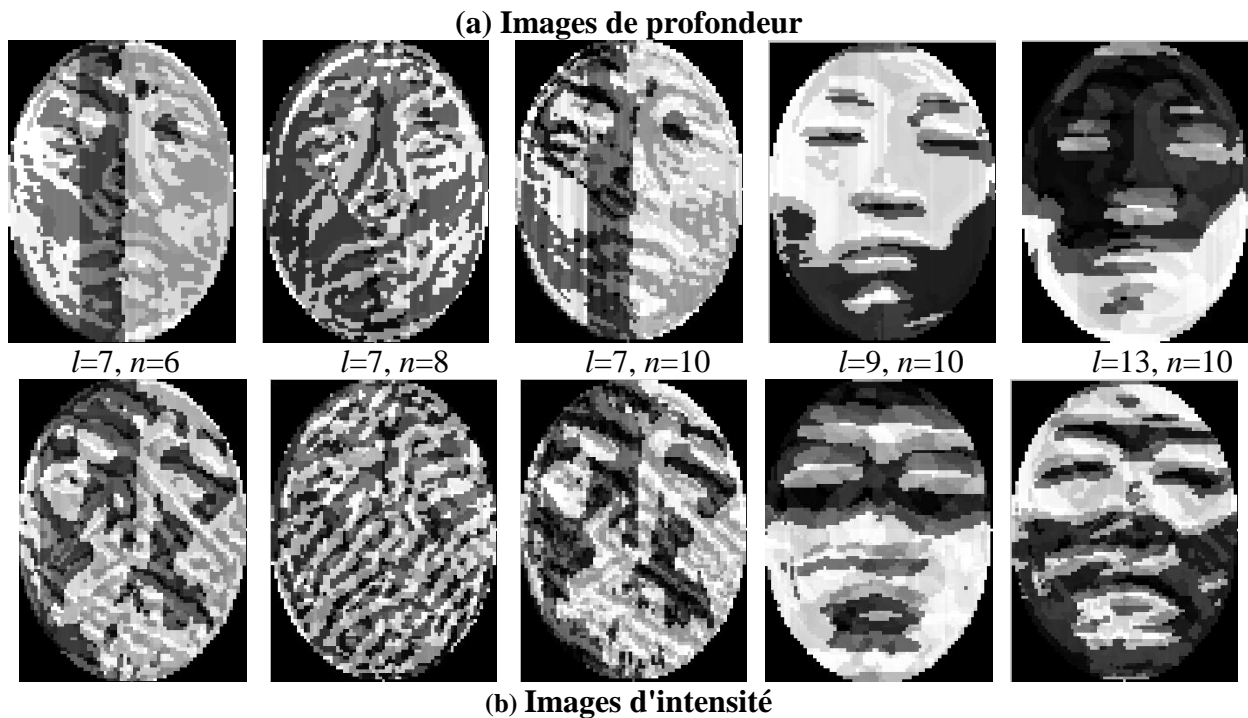 (a) Images de profondeur
l=7, n=6 l=7, n=8 l=7, n=10 l=9, n=10 l=13, n=10
(b) Images d'intensité